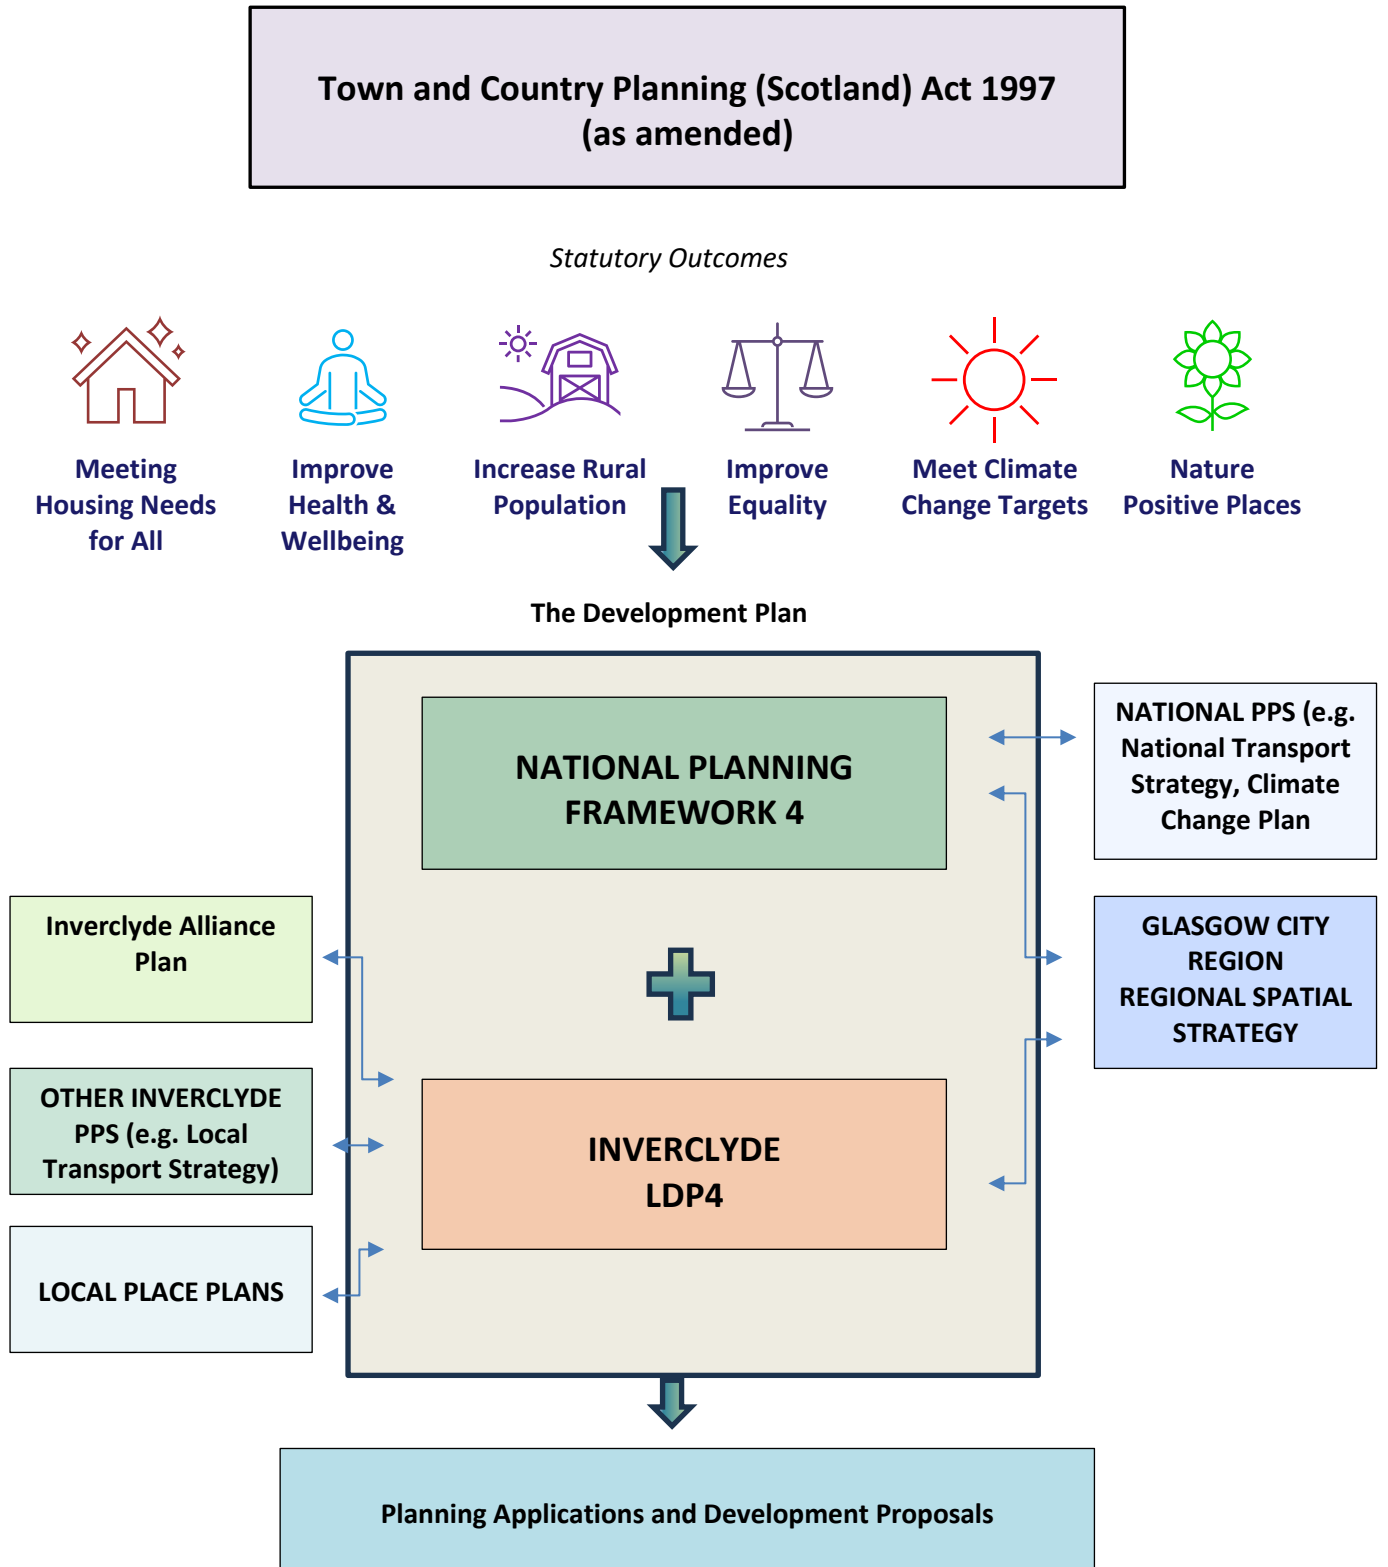 Town and Country Planning (Scotland) Act 1997
(as amended)
Statutory Outcomes
Meeting
Housing Needs
for All
Improve
Health &
Wellbeing
Increase Rural
Population
Improve
Equality
Meet Climate
Change Targets
Nature
Positive Places
The Development Plan
NATIONAL PLANNING
FRAMEWORK 4
NATIONAL PPS (e.g.
National Transport
Strategy, Climate
Change Plan
Inverclyde Alliance
Plan
GLASGOW CITY
REGION
REGIONAL SPATIAL
STRATEGY
OTHER INVERCLYDE
PPS (e.g. Local
Transport Strategy)
INVERCLYDE
LDP4
LOCAL PLACE PLANS
Planning Applications and Development Proposals